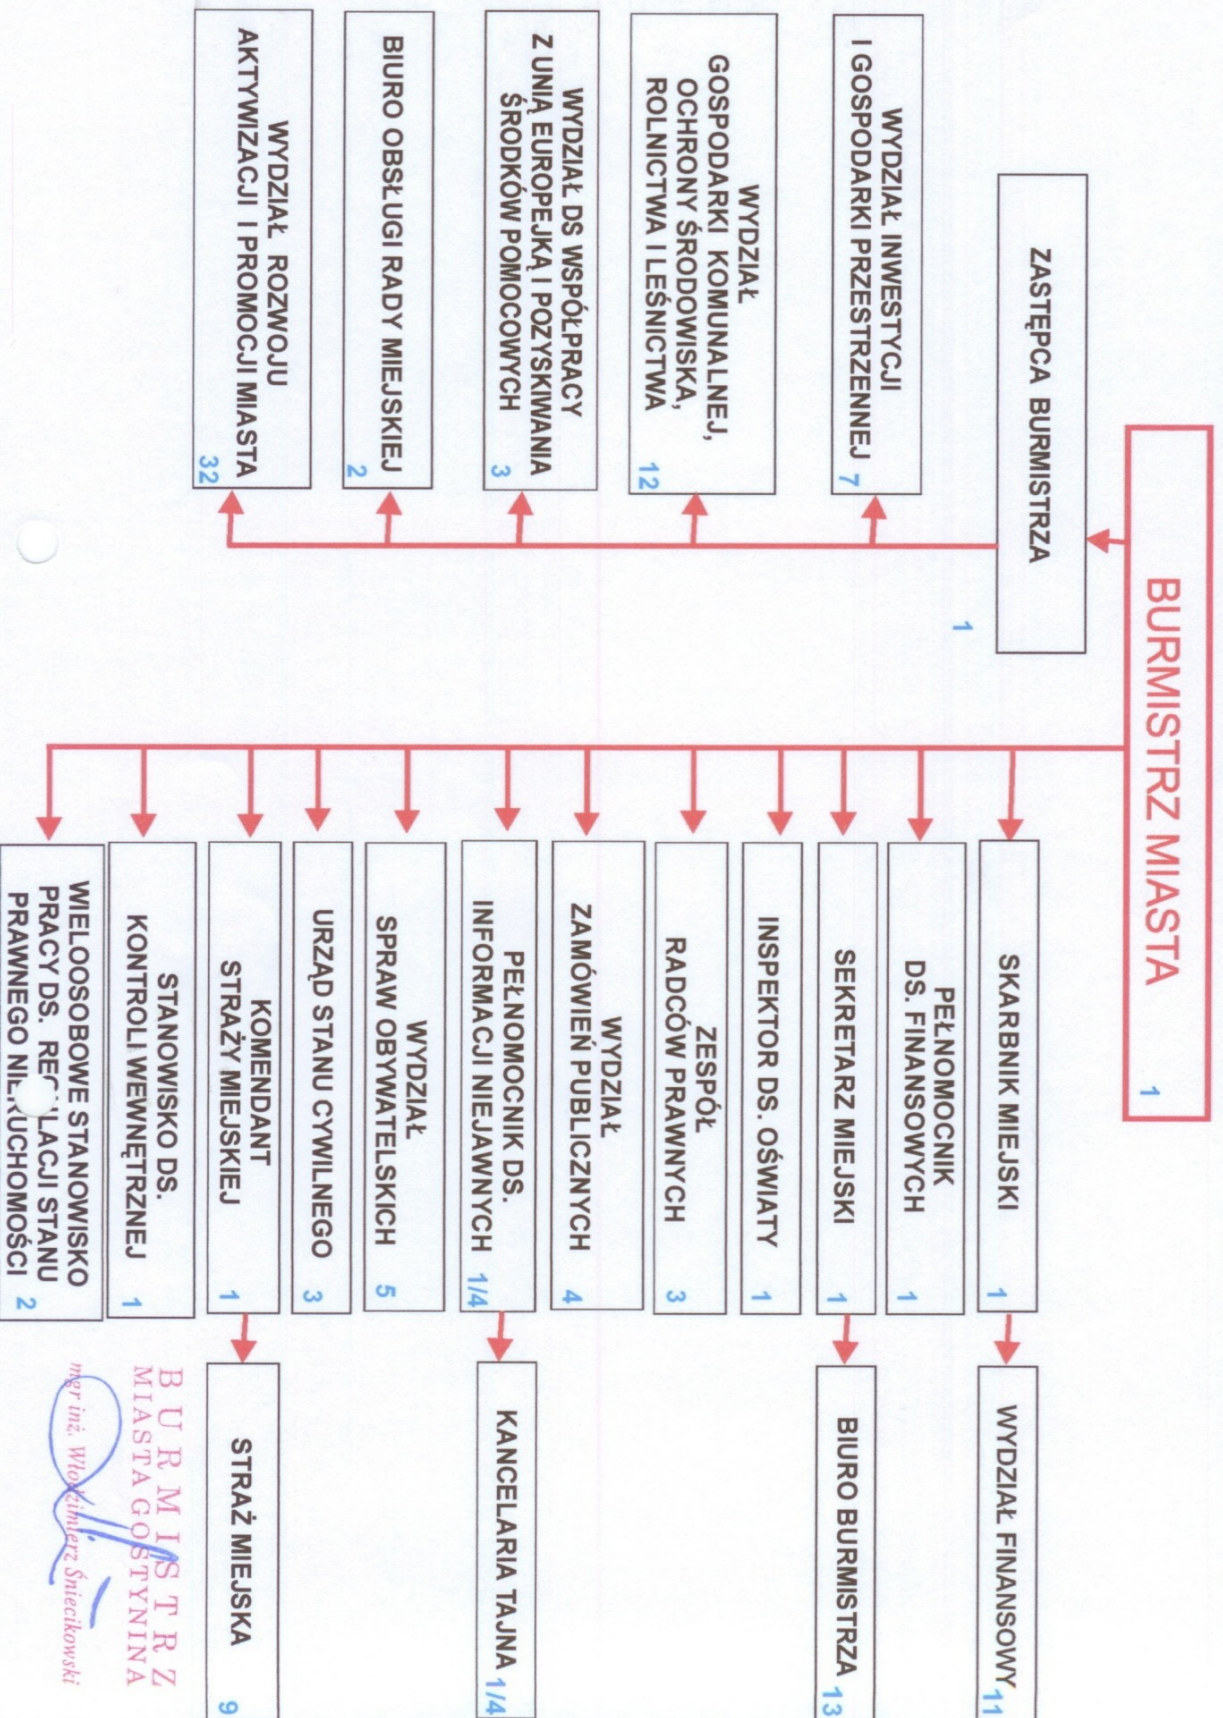 BURMISTRZ MIASTA
1
ZASTĘPCA BURMISTRZA
1
WYDZIAŁ INWESTYCJI
I GOSPODARKI PRZESTRZENNEJ
7
WYDZIAŁ
GOSPODARKI KOMUNALNEJ,
OCHRONY ŚRODOWISKA,
ROLNICTWA I LEŚNICTWA
12
WYDZIAŁ DS WSPÓŁPRACY
Z UNIĄ EUROPEJKĄ I POZYSKIWANIA
ŚRODKÓW POMOCOWYCH
3
BIURO OBSŁUGI RADY MIEJSKIEJ
2
WYDZIAŁ ROZWOJU
AKTYWIZACJI I PROMOCJI MIASTA
32
SKARBNIK MIEJSKI
1
WYDZIAŁ FINANSOWY
11
PEŁNOMOCNIK
DS. FINANSOWYCH
1
SEKRETARZ MIEJSKI
1
BIURO BURMISTRZA
13
INSPEKTOR DS. OŚWIATY
1
ZESPÓŁ
RADCÓW PRAWNYCH
3
WYDZIAŁ
ZAMÓWIEŃ PUBLICZNYCH
4
PEŁNOMOCNIK DS.
INFORMACJI NIEJAWNYCH
1/4
KANCELARIA TAJNA
1/4
WYDZIAŁ
SPRAW OBYWATELSKICH
5
URZĄD STANU CYWILNEGO
3
KOMENDANT
STRAŻY MIEJSKIEJ
1
STRAŻ MIEJSKA
9
STANOWISKO DS.
KONTROLI WEWNĘTRZNEJ
1
WIELOOSOBOWE STANOWISKO
PRACY DS. STANU
PRAWNEGO NIERUCHOMOŚCI
2
BURMISTRZ
MIASTA GOSTYNINA
mgr inż. Włodzimierz Śniecikowski